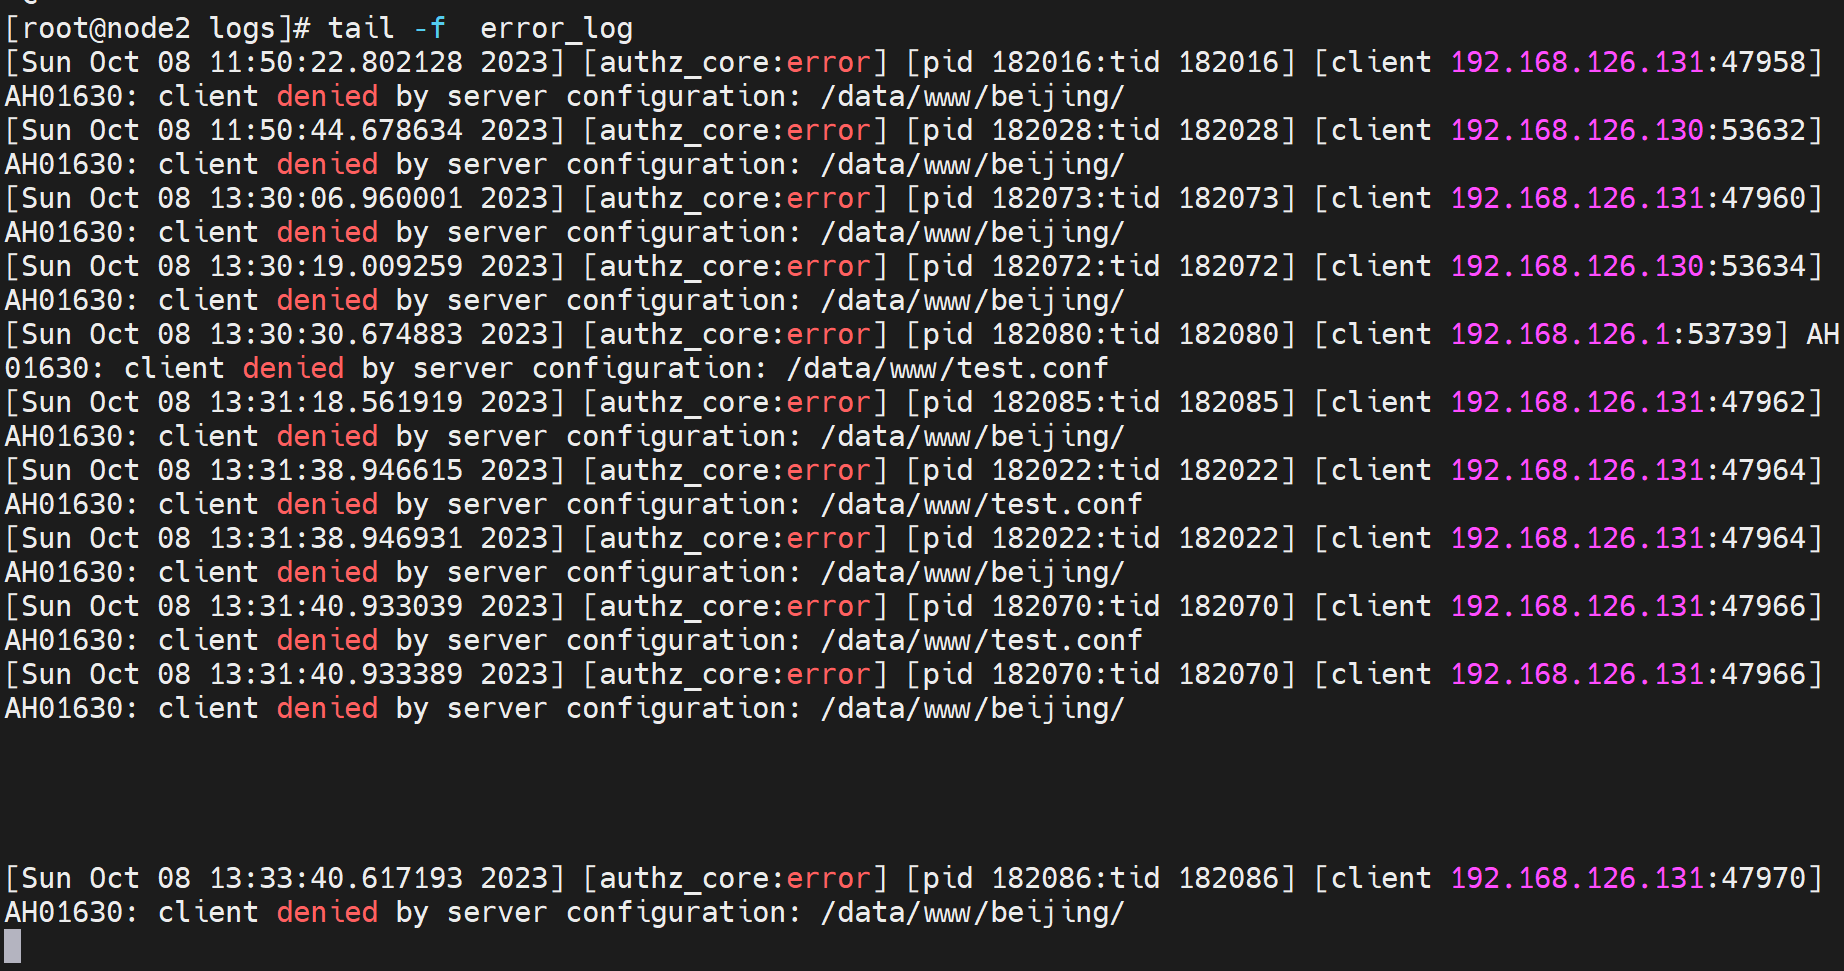 [root@node2 logs]# tail -f  error_log
[Sun Oct 08 11:50:22.802128 2023] [authz_core:error] [pid 182016:tid 182016] [client 192.168.126.131:47958]
AH01630: client denied by server configuration: /data/www/beijing/
[Sun Oct 08 11:50:44.678634 2023] [authz_core:error] [pid 182028:tid 182028] [client 192.168.126.130:53632]
AH01630: client denied by server configuration: /data/www/beijing/
[Sun Oct 08 13:30:06.960001 2023] [authz_core:error] [pid 182073:tid 182073] [client 192.168.126.131:47960]
AH01630: client denied by server configuration: /data/www/beijing/
[Sun Oct 08 13:30:19.009259 2023] [authz_core:error] [pid 182072:tid 182072] [client 192.168.126.130:53634]
AH01630: client denied by server configuration: /data/www/beijing/
[Sun Oct 08 13:30:30.674883 2023] [authz_core:error] [pid 182080:tid 182080] [client 192.168.126.1:53739] AH
01630: client denied by server configuration: /data/www/test.conf
[Sun Oct 08 13:31:18.561919 2023] [authz_core:error] [pid 182085:tid 182085] [client 192.168.126.131:47962]
AH01630: client denied by server configuration: /data/www/beijing/
[Sun Oct 08 13:31:38.946615 2023] [authz_core:error] [pid 182022:tid 182022] [client 192.168.126.131:47964]
AH01630: client denied by server configuration: /data/www/test.conf
[Sun Oct 08 13:31:38.946931 2023] [authz_core:error] [pid 182022:tid 182022] [client 192.168.126.131:47964]
AH01630: client denied by server configuration: /data/www/beijing/
[Sun Oct 08 13:31:40.933039 2023] [authz_core:error] [pid 182070:tid 182070] [client 192.168.126.131:47966]
AH01630: client denied by server configuration: /data/www/test.conf
[Sun Oct 08 13:31:40.933389 2023] [authz_core:error] [pid 182070:tid 182070] [client 192.168.126.131:47966]
AH01630: client denied by server configuration: /data/www/beijing/
[Sun Oct 08 13:33:40.617193 2023] [authz_core:error] [pid 182086:tid 182086] [client 192.168.126.131:47970]
AH01630: client denied by server configuration: /data/www/beijing/